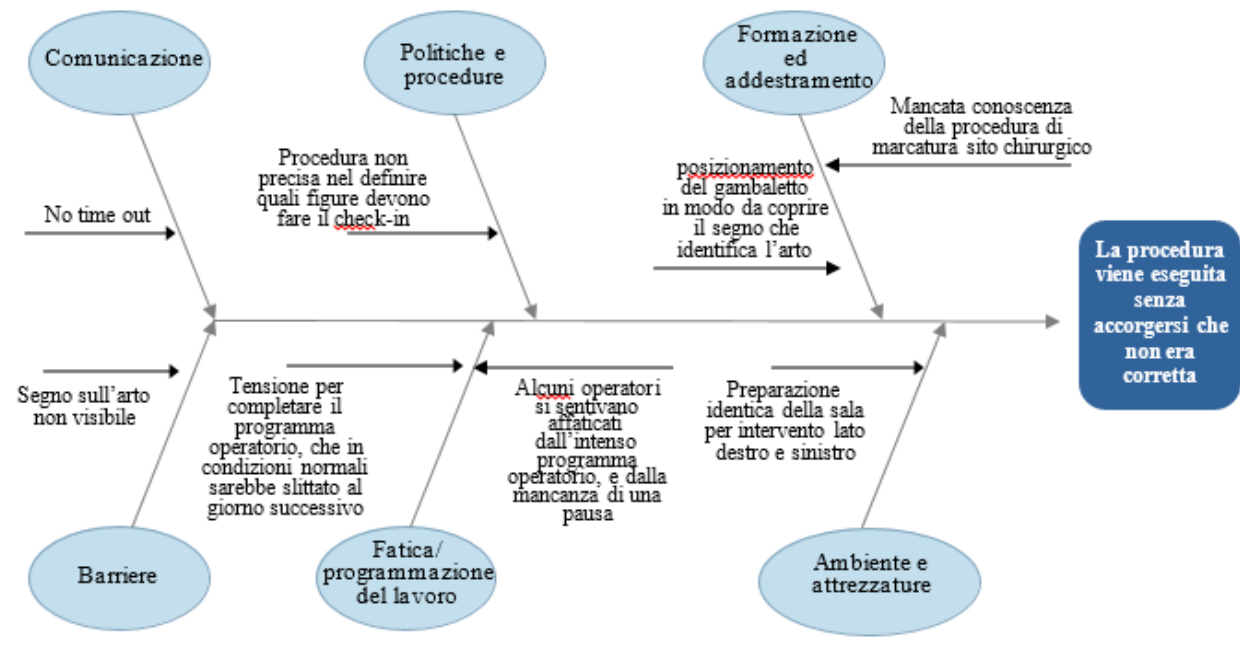 Comunicazione
Politiche e
procedure
Formazione
ed
addestramento
Mancata conoscenza
della procedura di
marcatura sito chirurgico
Procedura non
precisa nel definire
quali figure devono
fare il check-in
posizionamento
del gambaletto
in modo da coprire
il segno che
identifica l’arto
No time out
La procedura
viene eseguita
senza
accorgersi che
non era
corretta
Segno sull’arto
non visibile
Tensione per
completare il
programma
operatorio, che in
condizioni normali
sarebbe slittato al
giorno successivo
Alcuni operatori
si sentivano
affaticati
dall’intenso
programma
operatorio, e dalla
mancanza di una
pausa
Preparazione
identica della sala
per intervento lato
destro e sinistro
Barriere
Fatica/
programmazione
del lavoro
Ambiente e
attrezzature